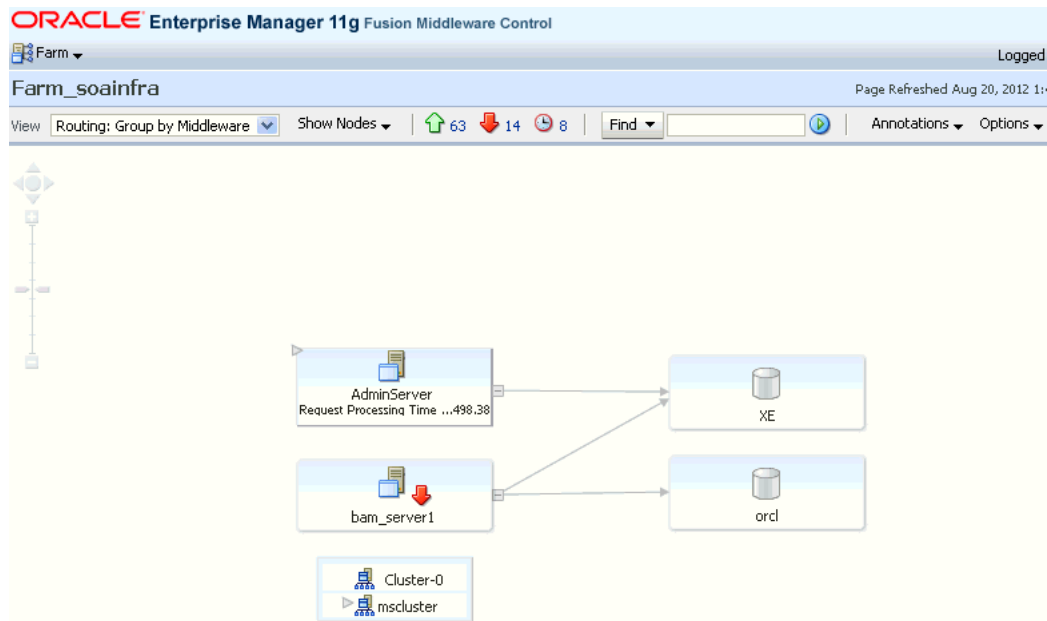 ORACLE Enterprise Manager 11g Fusion Middleware Control
Farm
Logged
Farm_soainfra
Page Refreshed Aug 20, 2012 1:
View Routing: Group by Middleware Show Nodes 63 14 8 Find Annotations Options
AdminServer
Request Processing Time ...498.38
XE
bam_server1
orcl
Cluster-0
mscluster